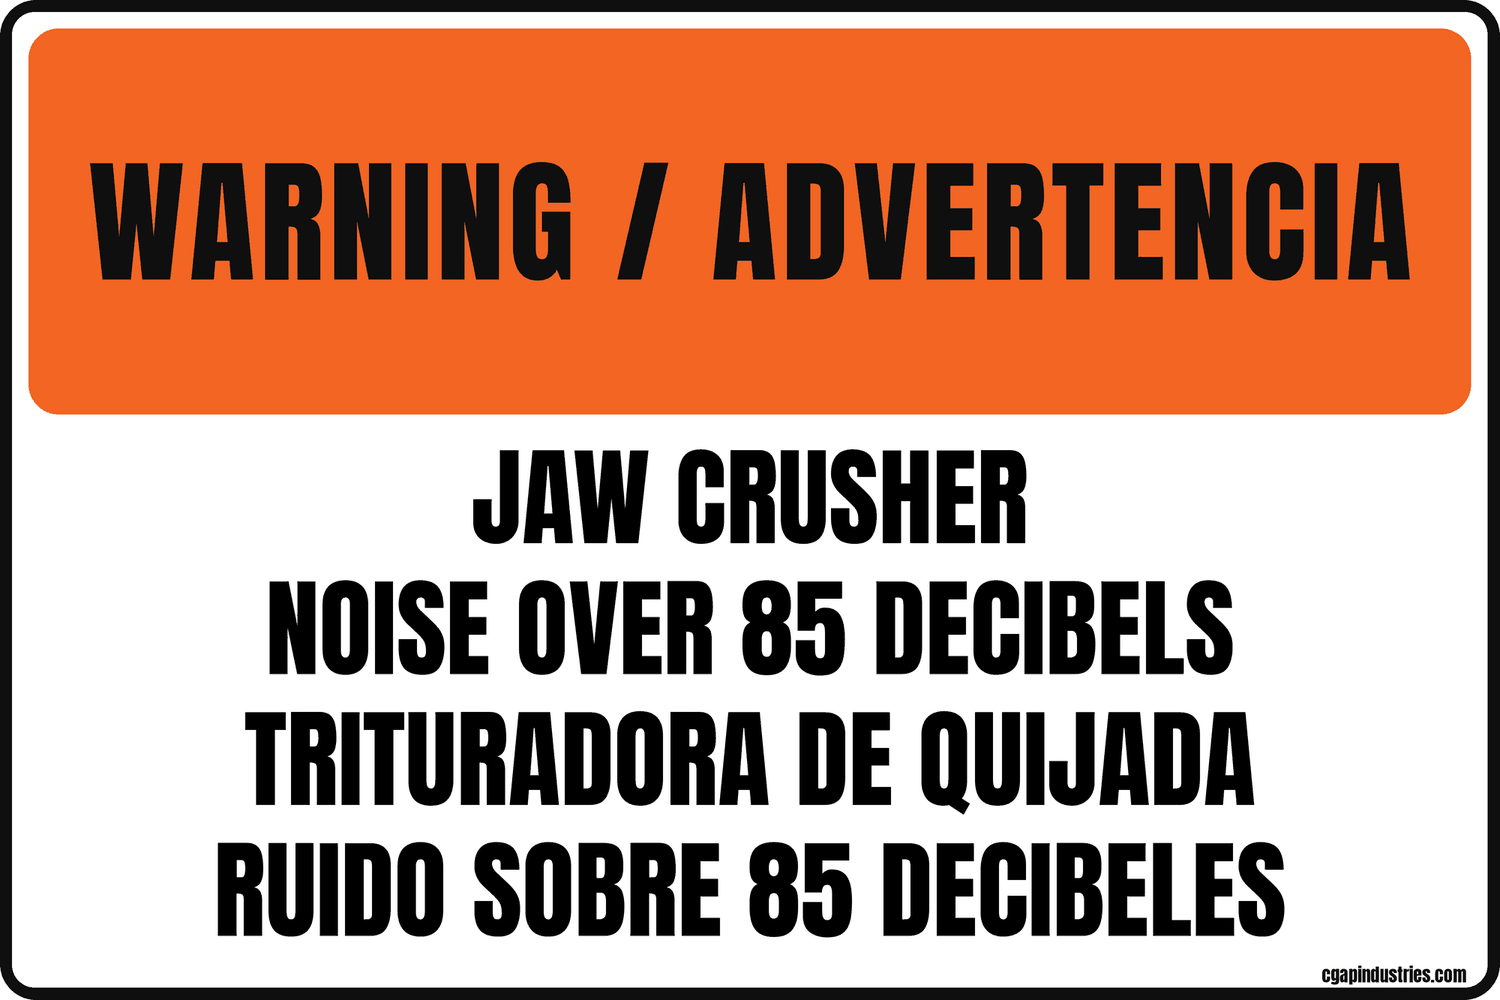 WARNING / ADVERTENCIA
JAW CRUSHER
NOISE OVER 85 DECIBELS
TRITURADORA DE QUIJADA
RUIDO SOBRE 85 DECIBELES
cgapindustries.com